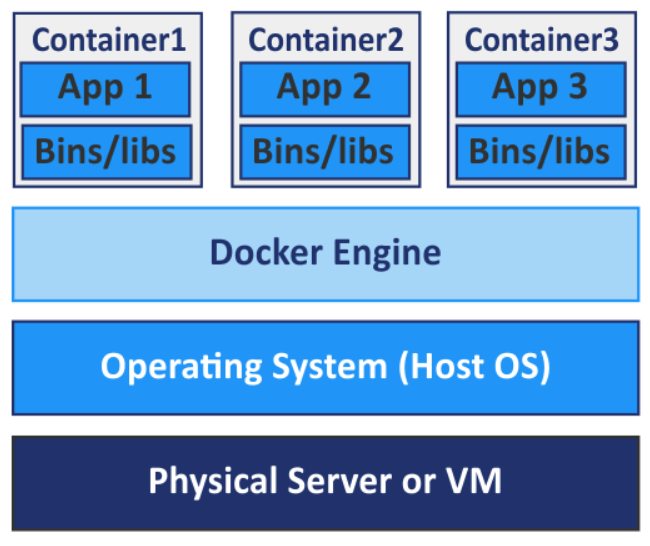 Container1
App 1
Bins/libs
Container2
App 2
Bins/libs
Container3
App 3
Bins/libs
Docker Engine
Operating System (Host OS)
Physical Server or VM